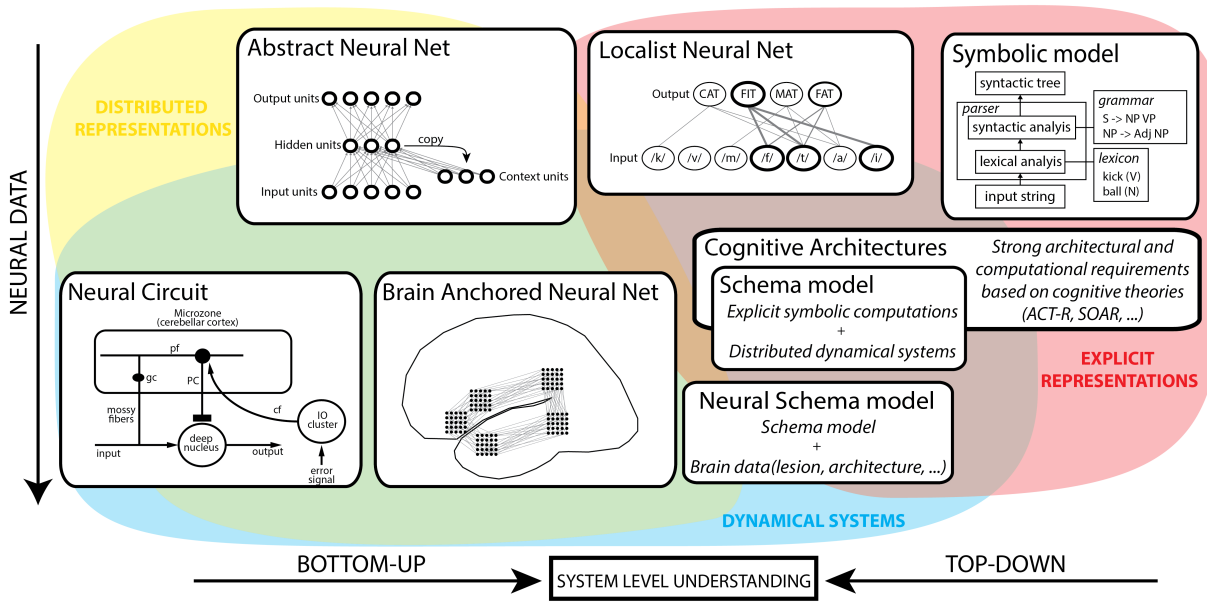 NEURAL DATA
DISTRIBUTED
REPRESENTATIONS
Abstract Neural Net
Output units
Hidden units
copy
Context units
Input units
Localist Neural Net
Output
CAT
FIT
MAT
FAT
Input
/k/
/v/
/m/
/f/
/t/
/a/
/i/
Symbolic model
syntactic tree
parser
syntactic analyis
lexical analyis
input string
grammar
S -> NP VP
NP -> Adj NP
lexicon
kick (V)
ball (N)
Cognitive Architectures
Strong architectural and
computational requirements
based on cognitive theories
(ACT-R, SOAR, ...)
Schema model
Explicit symbolic computations
+
Distributed dynamical systems
Neural Circuit
Microzone
(cerebellar cortex)
pf
gc
PC
mossy
fibers
cf
IO
cluster
input
deep
nucleus
output
error
signal
Brain Anchored Neural Net
Neural Schema model
Schema model
+
Brain data(lesion, architecture, ...)
EXPLICIT
REPRESENTATIONS
DYNAMICAL SYSTEMS
BOTTOM-UP
SYSTEM LEVEL UNDERSTANDING
TOP-DOWN